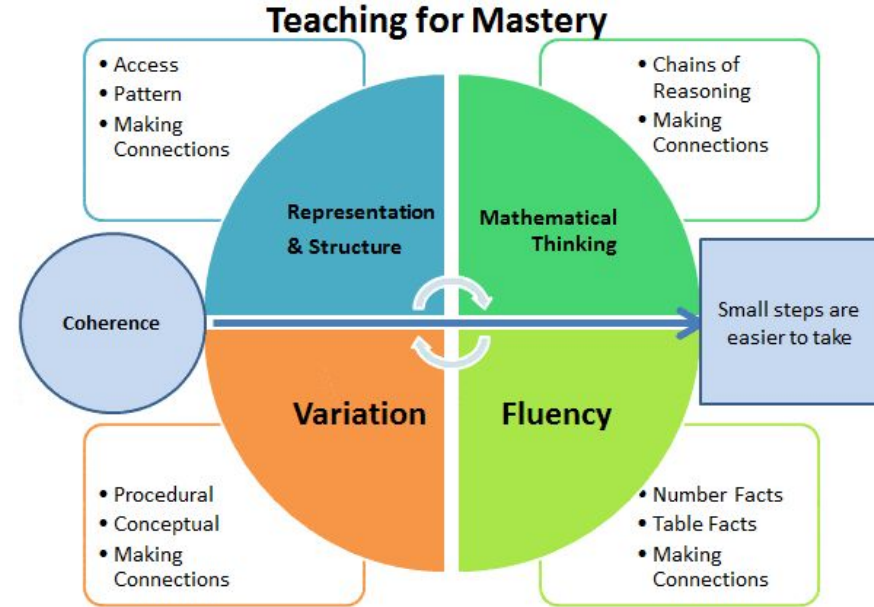 Teaching for Mastery
• Access
• Pattern
• Making
Connections
• Chains of
Reasoning
• Making
Connections
Representation
& Structure
Mathematical
Thinking
Coherence
Small steps are
easier to take
Variation
Fluency
• Procedural
• Conceptual
• Making
Connections
• Number Facts
• Table Facts
• Making
Connections